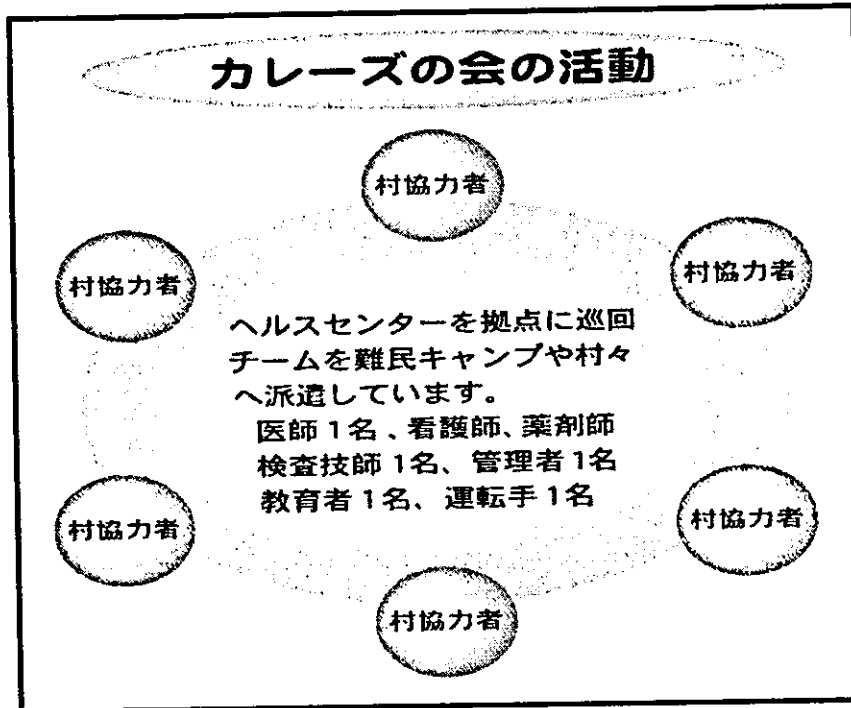 カレーズの会の活動
村協力者
村協力者
村協力者
ヘルスセンターを拠点に巡回
チームを難民キャンプや村々
へ派遣しています。
医師1名、看護師、薬剤師
検査技師1名、管理者1名
教育者1名、運転手1名
村協力者
村協力者
村協力者